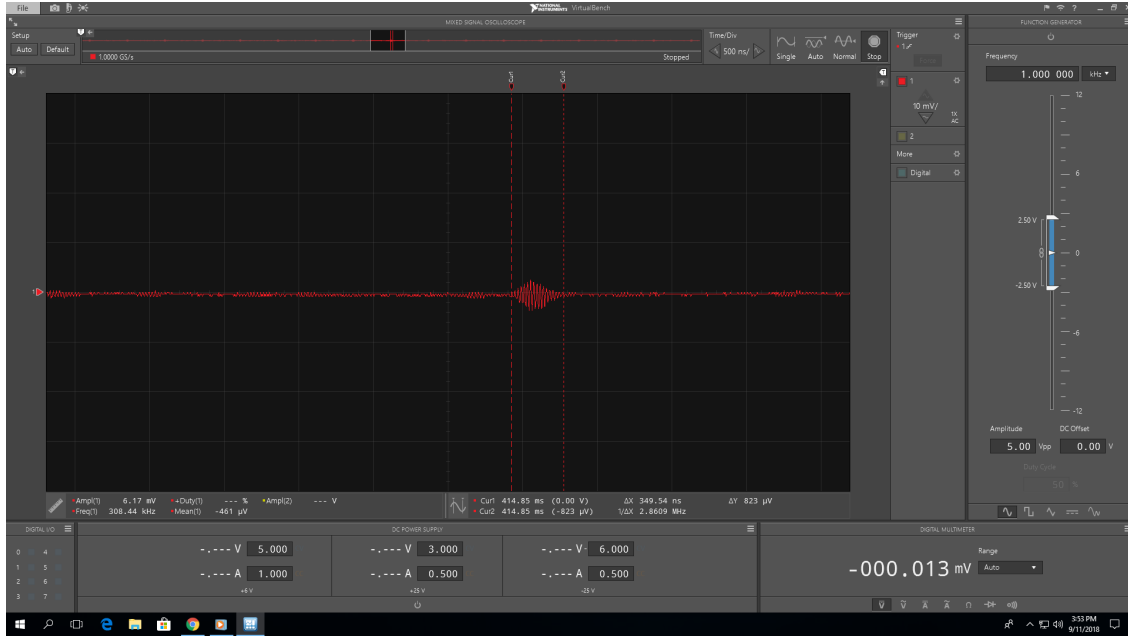 File
NATIONAL INSTRUMENTS VirtualBench
MIXED SIGNAL OSCILLOSCOPE
FUNCTION GENERATOR
Setup
Auto Default
1.0000 GS/s
Stopped
Time/Div
500 ns/
Single Auto Normal Stop
Trigger
1
1
10 mV/
1X
AC
2
More
Digital
Cur1
Cur2
1
Frequency
1.000 000 kHz
12
6
2.50 V
0
-2.50 V
-6
-12
Amplitude DC Offset
5.00 Vpp 0.00 V
Duty Cycle
50 %
Ampl(1) 6.17 mV +Duty(1) --- % Ampl(2) --- V
Freq(1) 308.44 kHz Mean(1) -461 µV
Cur1 414.85 ms (0.00 V) ΔX 349.54 ns ΔY 823 µV
Cur2 414.85 ms (-823 µV) 1/ΔX 2.8609 MHz
DIGITAL I/O
DC POWER SUPPLY
DIGITAL MULTIMETER
0 4
1 5
2 6
3 7
-.--- V 5.000
-.--- A 1.000
+6 V
-.--- V 3.000
-.--- A 0.500
+25 V
-.--- V - 6.000
-.--- A 0.500
-25 V
-000.013 mV
Range
Auto
3:53 PM
9/11/2018